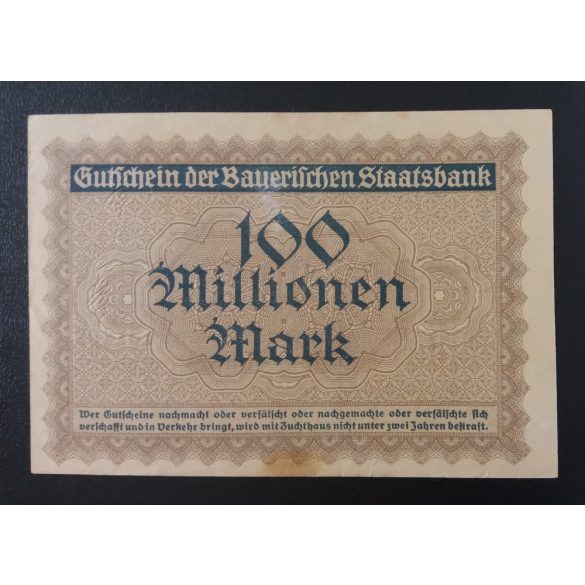 Gutschein der Bayerischen Staatsbank
100
Millionen
Mark
Wer Gutscheine nachmacht oder verfälscht oder nachgemachte oder verfälschte sich
verschafft und in Verkehr bringt, wird mit Zuchthaus nicht unter zwei Jahren bestraft.